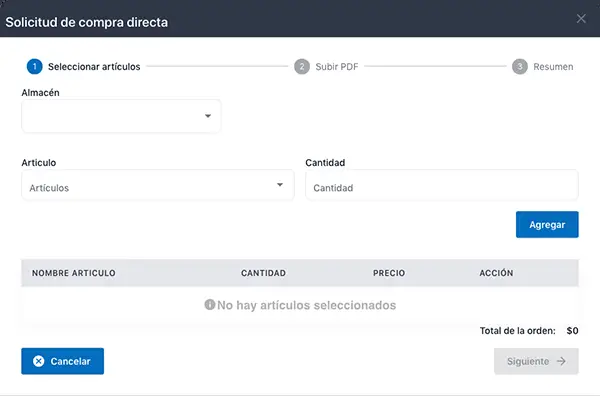 Solicitud de compra directa
1 Seleccionar artículos 2 Subir PDF 3 Resumen
Almacén
Articulo Cantidad
Artículos Cantidad
Agregar
NOMBRE ARTICULO CANTIDAD PRECIO ACCIÓN
No hay artículos seleccionados
Total de la orden: $0
Cancelar Siguiente